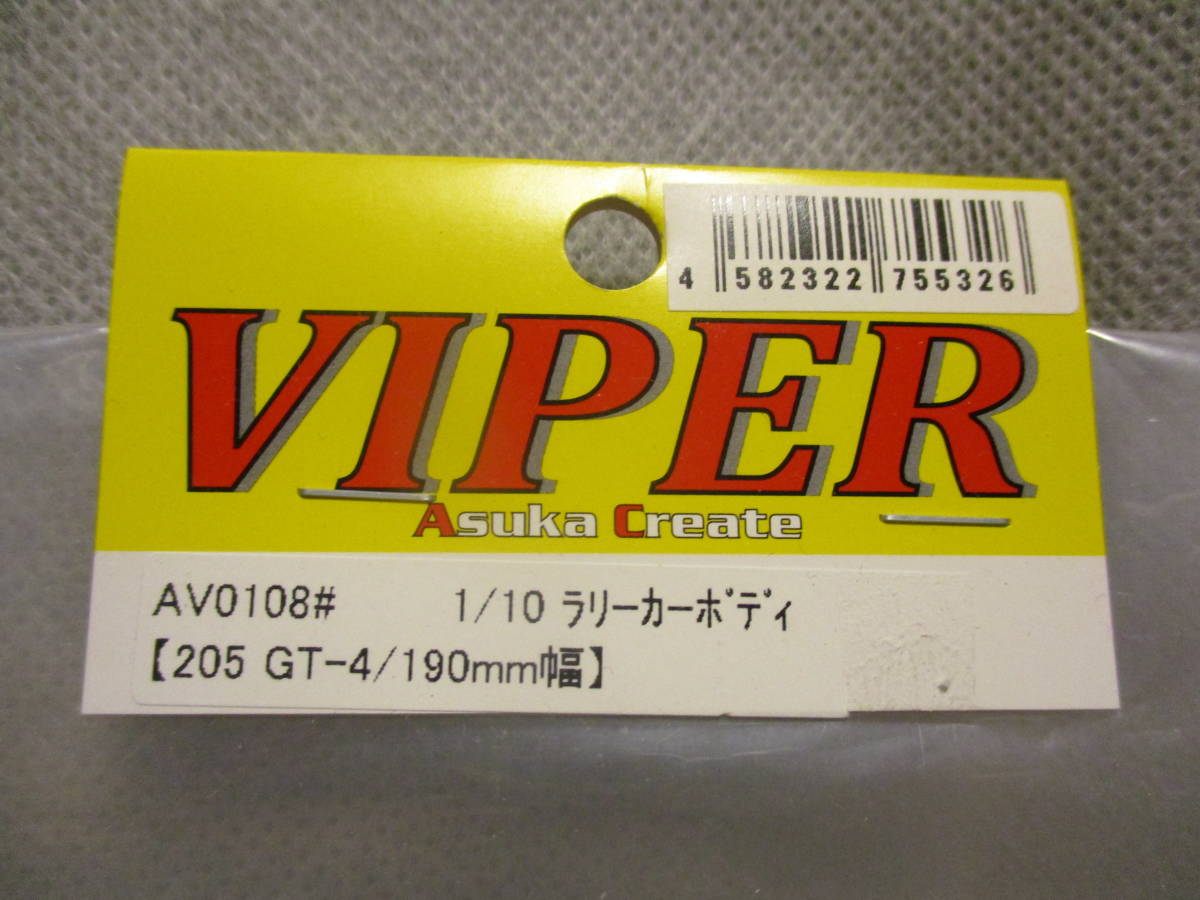 4 582322 755326
VIPER
Asuka Create
AV0108# 1/10 ﾗﾘｰｶｰﾎﾞﾃﾞｨ
【205 GT-4/190mm幅】